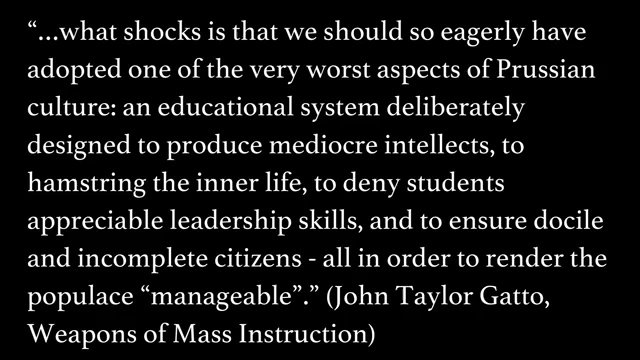 “...what shocks is that we should so eagerly have
adopted one of the very worst aspects of Prussian
culture: an educational system deliberately
designed to produce mediocre intellects, to
hamstring the inner life, to deny students
appreciable leadership skills, and to ensure docile
and incomplete citizens - all in order to render the
populace “manageable”.” (John Taylor Gatto,
Weapons of Mass Instruction)